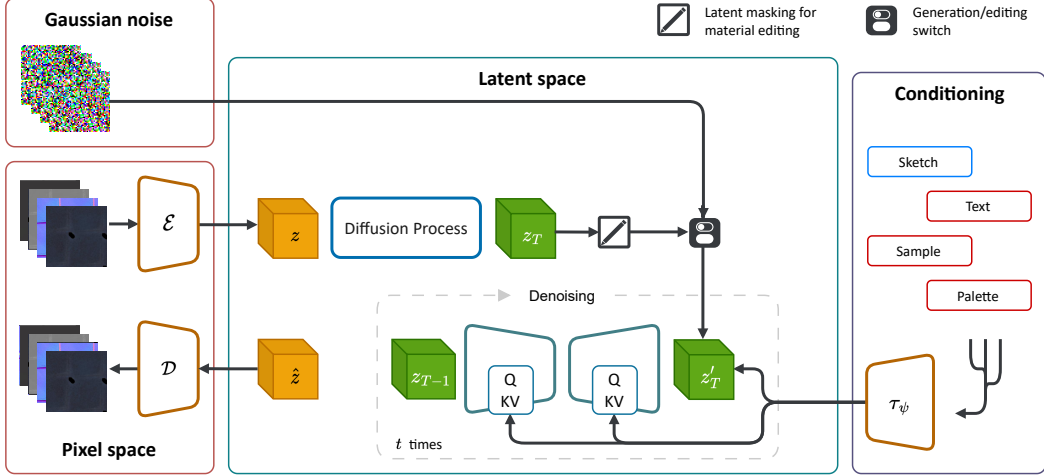 Gaussian noise
Latent masking for
material editing
Generation/editing
switch
Latent space
Conditioning
Sketch
Text
Sample
Palette
ℰ
z
Diffusion Process
z_T
Denoising
𝒟
ẑ
z_{T−1}
Q
KV
Q
KV
z′_T
τ_ψ
t times
Pixel space